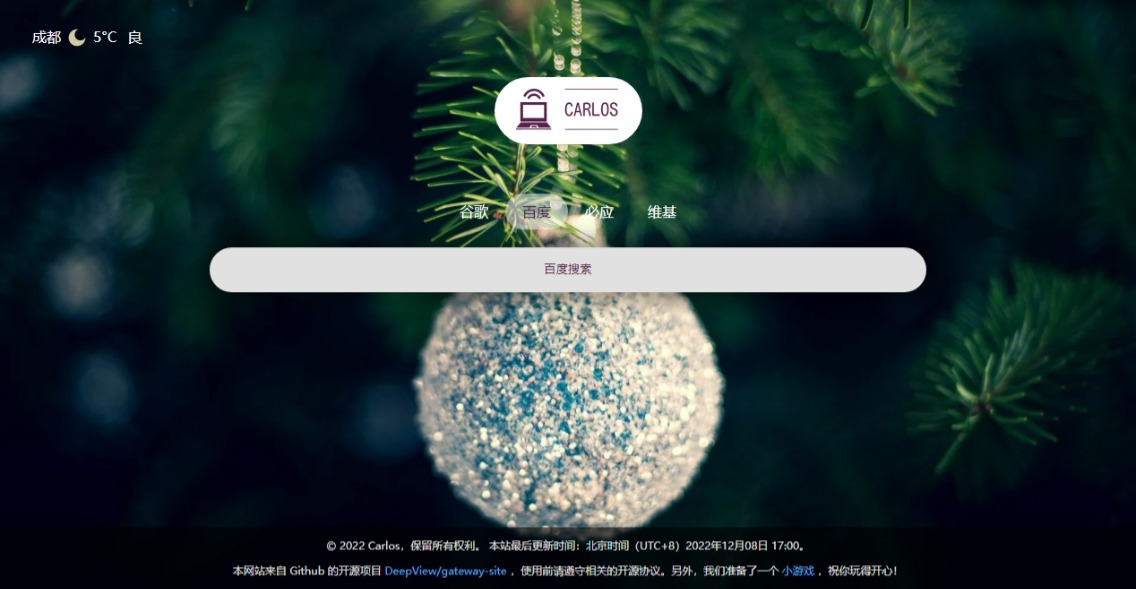 成都 5°C 良
CARLOS
谷歌 百度 必应 维基
百度搜素
© 2022 Carlos，保留所有权利。 本站最后更新时间：北京时间（UTC+8）2022年12月08日 17:00。
本网站来自 Github 的开源项目 DeepView/gateway-site ，使用前请遵守相关的开源协议。另外，我们准备了一个 小游戏 ，祝你玩得开心！